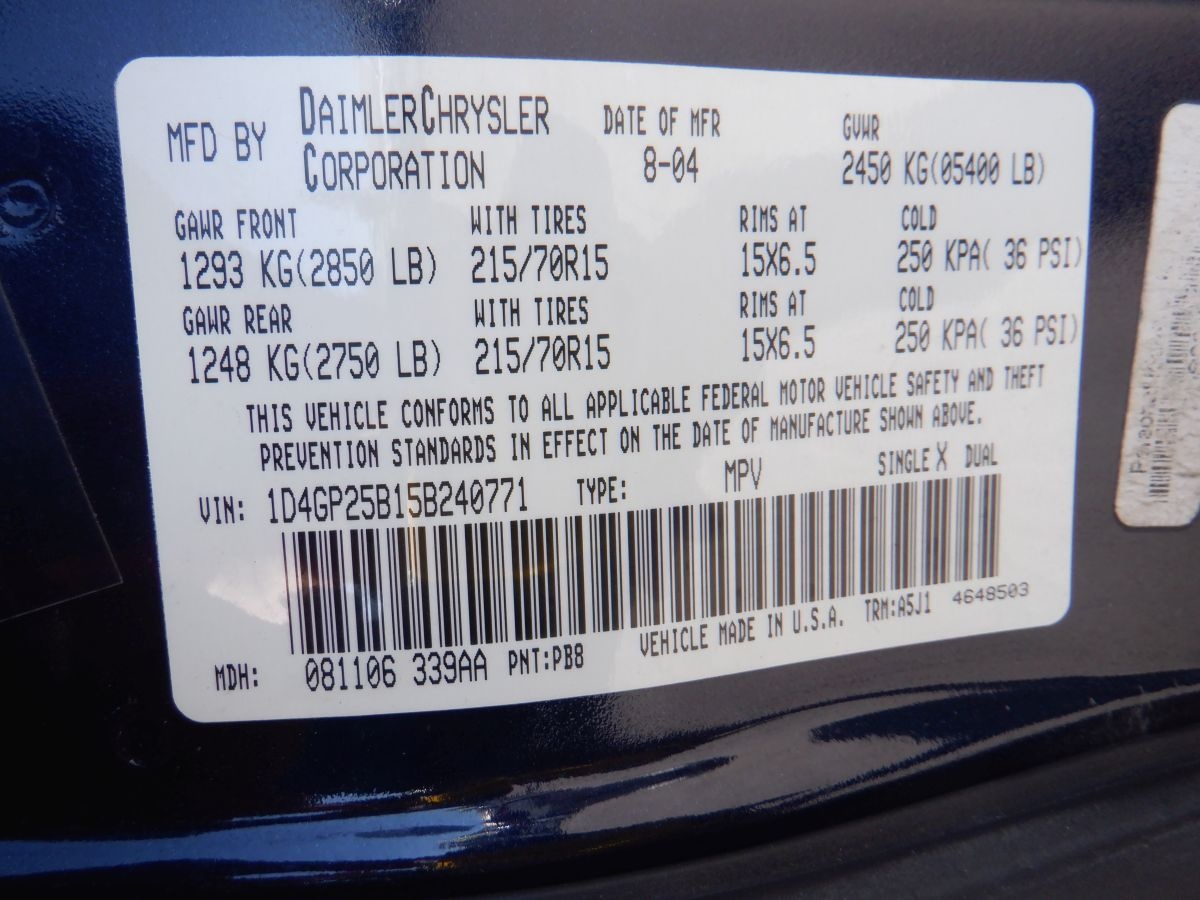 MFD BY DAIMLERCHRYSLER CORPORATION DATE OF MFR 8-04 GVWR 2450 KG(05400 LB)
GAWR FRONT WITH TIRES RIMS AT COLD
1293 KG(2850 LB) 215/70R15 15X6.5 250 KPA( 36 PSI)
GAWR REAR WITH TIRES RIMS AT COLD
1248 KG(2750 LB) 215/70R15 15X6.5 250 KPA( 36 PSI)
THIS VEHICLE CONFORMS TO ALL APPLICABLE FEDERAL MOTOR VEHICLE SAFETY AND THEFT
PREVENTION STANDARDS IN EFFECT ON THE DATE OF MANUFACTURE SHOWN ABOVE.
VIN: 1D4GP25B15B240771 TYPE: MPV SINGLE X DUAL
MDH: 081106 339AA PNT:PB8 VEHICLE MADE IN U.S.A. TRM:A5J1 4648503